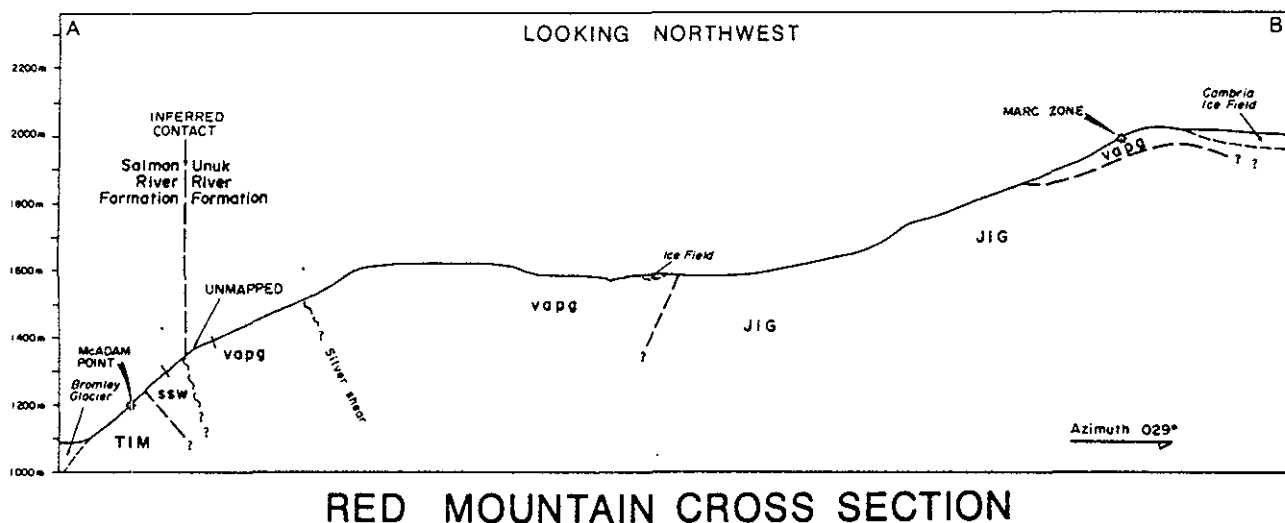 A
LOOKING NORTHWEST
B
2200m
2000m
1800m
1600m
1400m
1200m
1000m
INFERRED
CONTACT
Salmon
River
Formation
Unuk
River
Formation
UNMAPPED
McADAM
POINT
Bromley
Glacier
TIM
ssw
?
?
?
vapg
?
Silver shear
?
vapg
Ice Field
?
JIG
JIG
MARC ZONE
vapg
Cambria
Ice Field
?
?
Azimuth 029°
RED MOUNTAIN CROSS SECTION